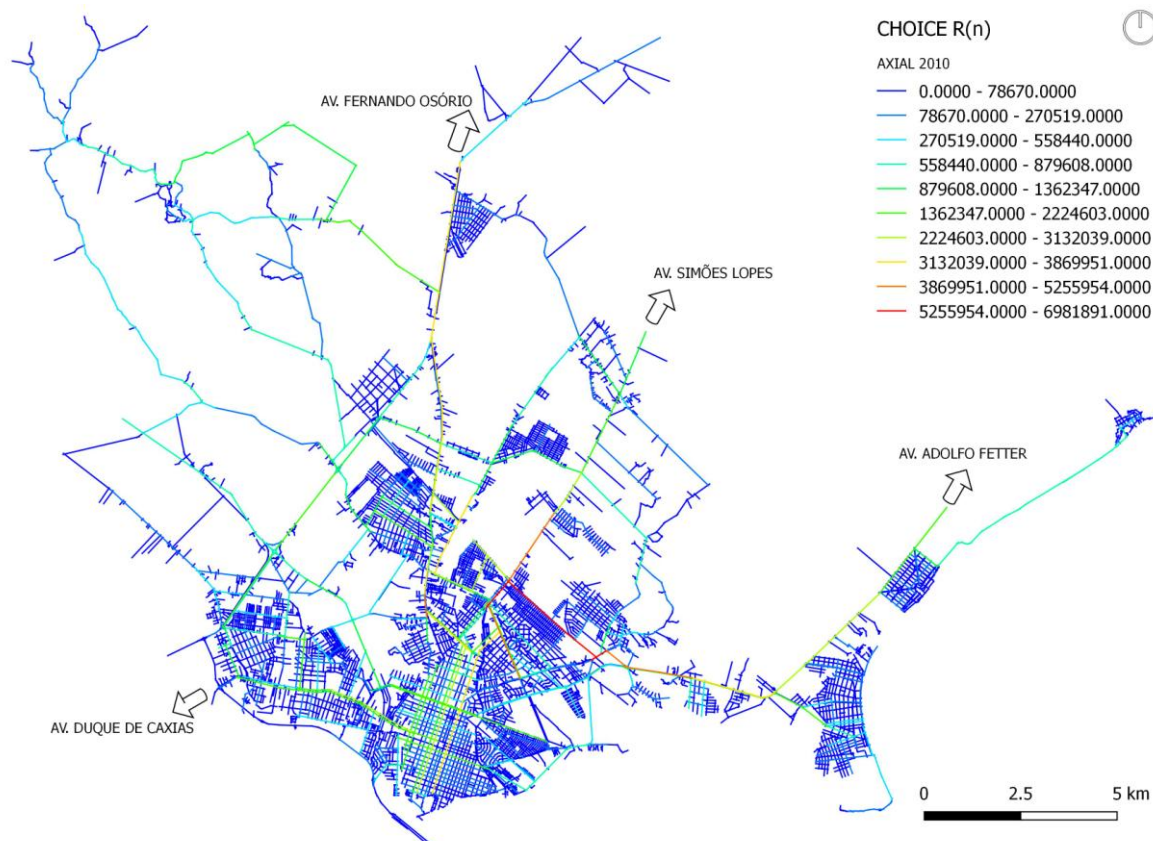 CHOICE R(n)
AXIAL 2010
0.0000 - 78670.0000
78670.0000 - 270519.0000
270519.0000 - 558440.0000
558440.0000 - 879608.0000
879608.0000 - 1362347.0000
1362347.0000 - 2224603.0000
2224603.0000 - 3132039.0000
3132039.0000 - 3869951.0000
3869951.0000 - 5255954.0000
5255954.0000 - 6981891.0000
AV. FERNANDO OSÓRIO
AV. SIMÕES LOPES
AV. ADOLFO FETTER
AV. DUQUE DE CAXIAS
0 2.5 5 km